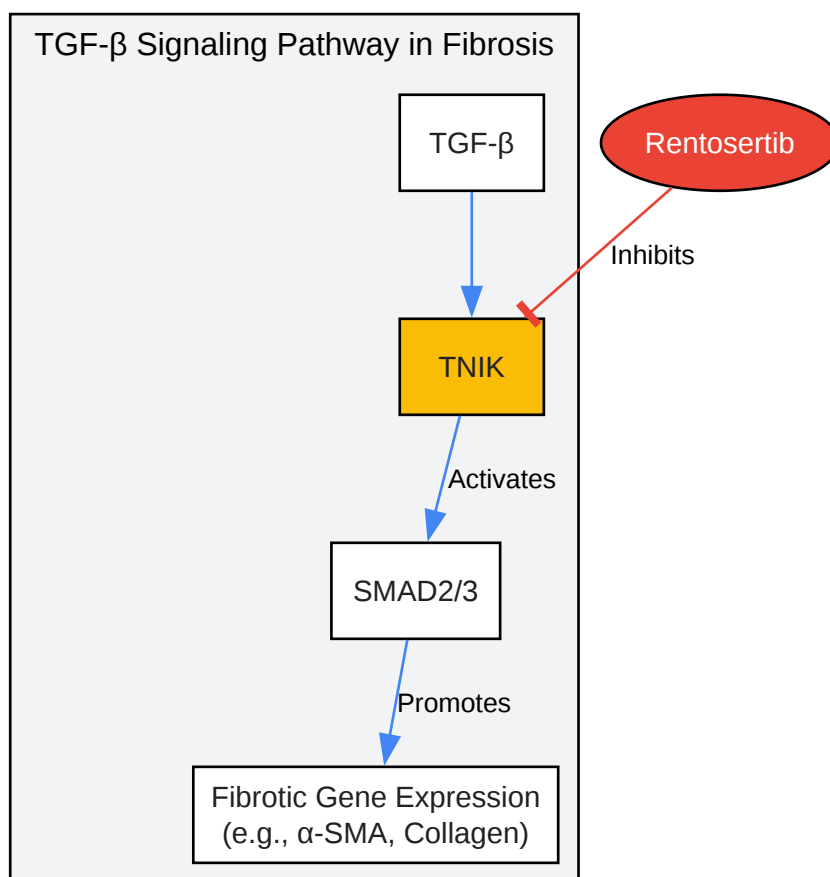 TGF-β Signaling Pathway in Fibrosis
TGF-β
Rentosertib
Inhibits
TNIK
Activates
SMAD2/3
Promotes
Fibrotic Gene Expression
(e.g., α-SMA, Collagen)